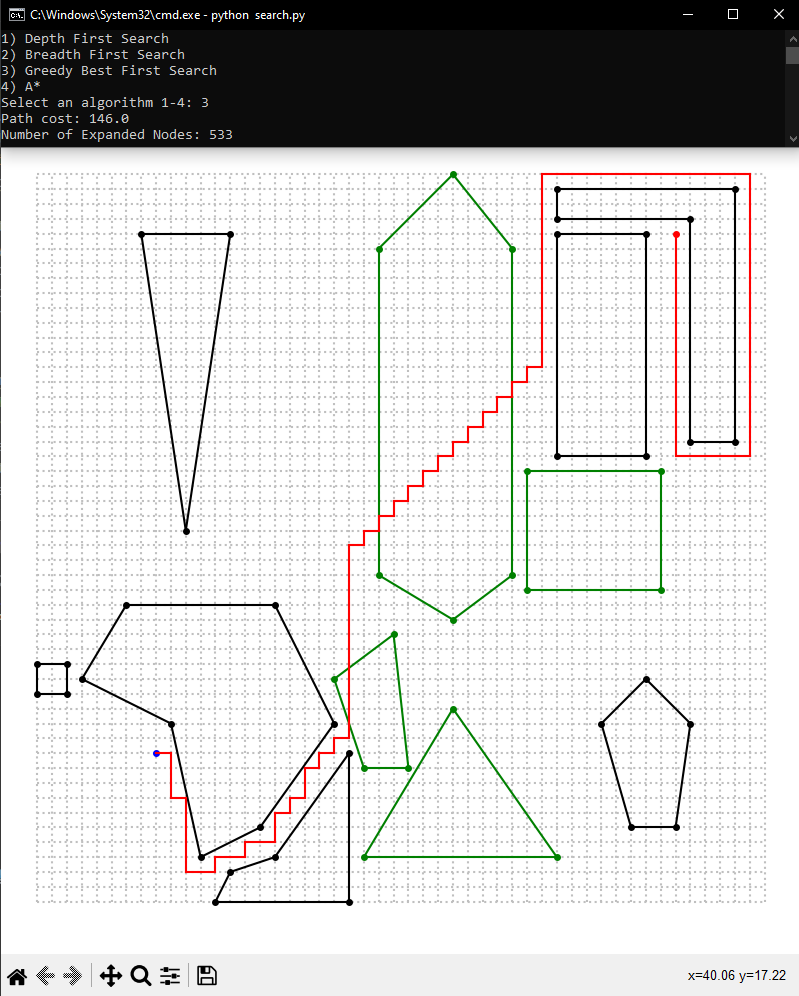 C:\Windows\System32\cmd.exe - python  search.py
1) Depth First Search
2) Breadth First Search
3) Greedy Best First Search
4) A*
Select an algorithm 1-4: 3
Path cost: 146.0
Number of Expanded Nodes: 533
x=40.06 y=17.22